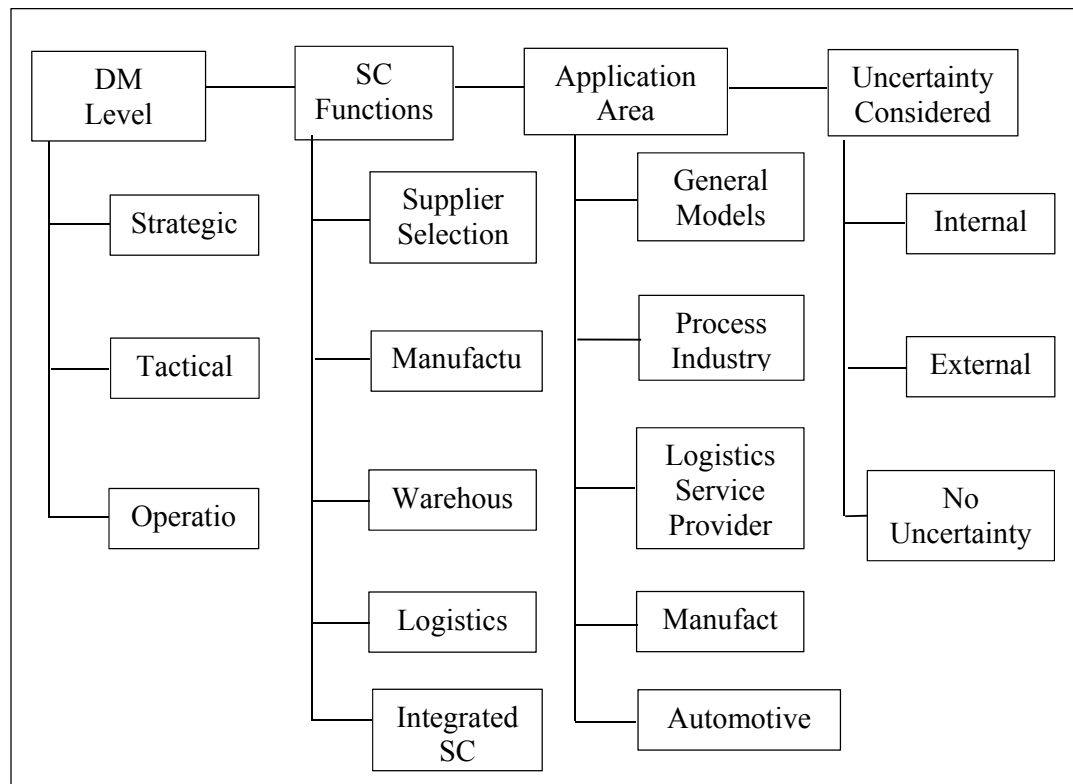 DM
Level
SC
Functions
Application
Area
Uncertainty
Considered
Strategic
Tactical
Operatio
Supplier
Selection
Manufactu
Warehous
Logistics
Integrated
SC
General
Models
Process
Industry
Logistics
Service
Provider
Manufact
Automotive
Internal
External
No
Uncertainty